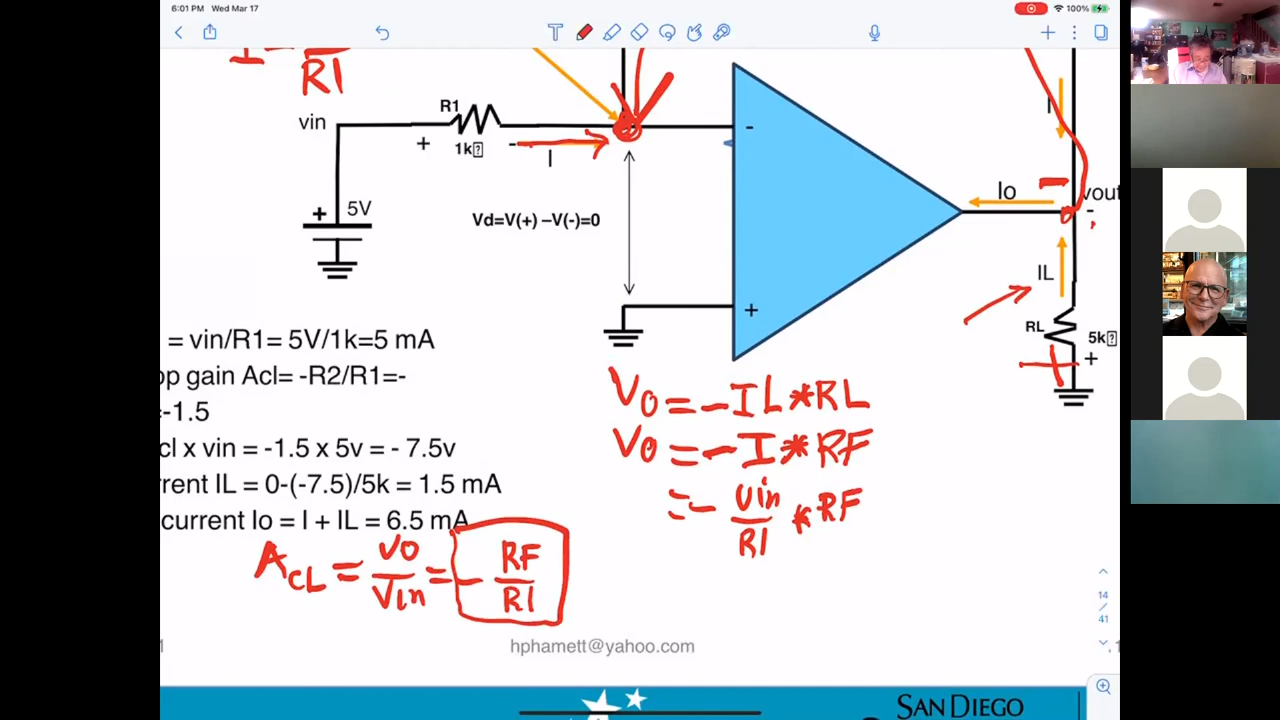 6:01 PM Wed Mar 17
100%
I = 
R1
R1
vin
+
1k
-
I
-
I
Io
vout
-
5V
+
Vd=V(+) –V(-)=0
IL
+
RL
5k
+
= vin/R1= 5V/1k=5 mA
op gain Acl= -R2/R1=-
=-1.5
cl x vin = -1.5 x 5v = - 7.5v
rrent IL = 0-(-7.5)/5k = 1.5 mA
current Io = I + IL = 6.5 mA
VO = - IL * RL
VO = - I * RF
= - Vin/R1 * RF
ACL = VO/Vin = - RF/R1
14
/
41
hphamett@yahoo.com
SAN DIEGO